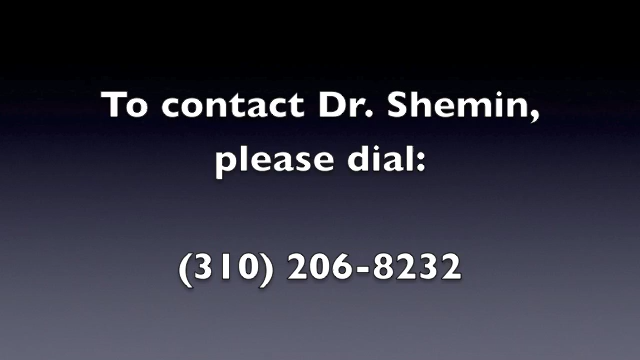 To contact Dr. Shemin,
please dial:
(310) 206-8232